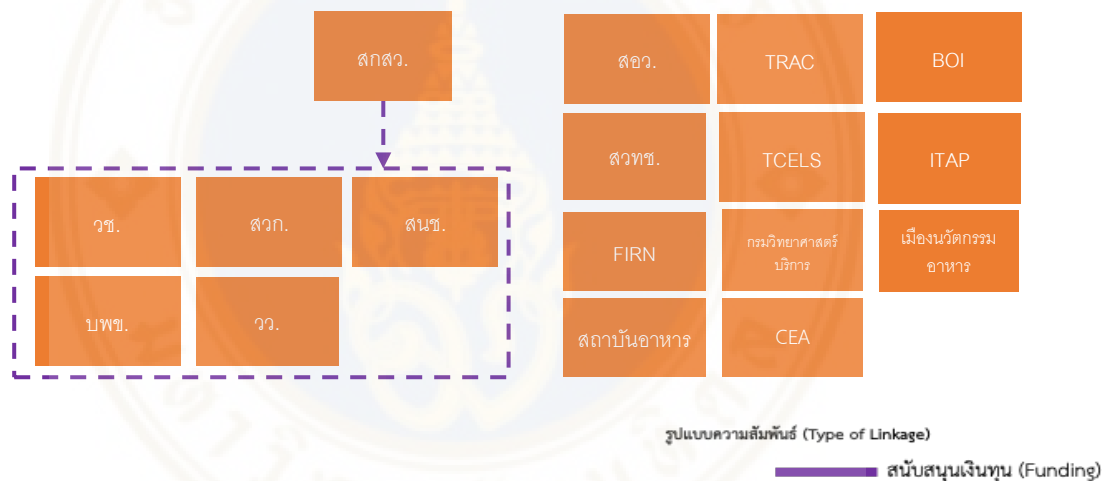 สกสว.
วช.
สวก.
สนช.
บพข.
วว.
สอว.
TRAC
BOI
สวทช.
TCELS
ITAP
FIRN
กรมวิทยาศาสตร์
บริการ
เมืองนวัตกรรม
อาหาร
สถาบันอาหาร
CEA
รูปแบบความสัมพันธ์ (Type of Linkage)
สนับสนุนเงินทุน (Funding)